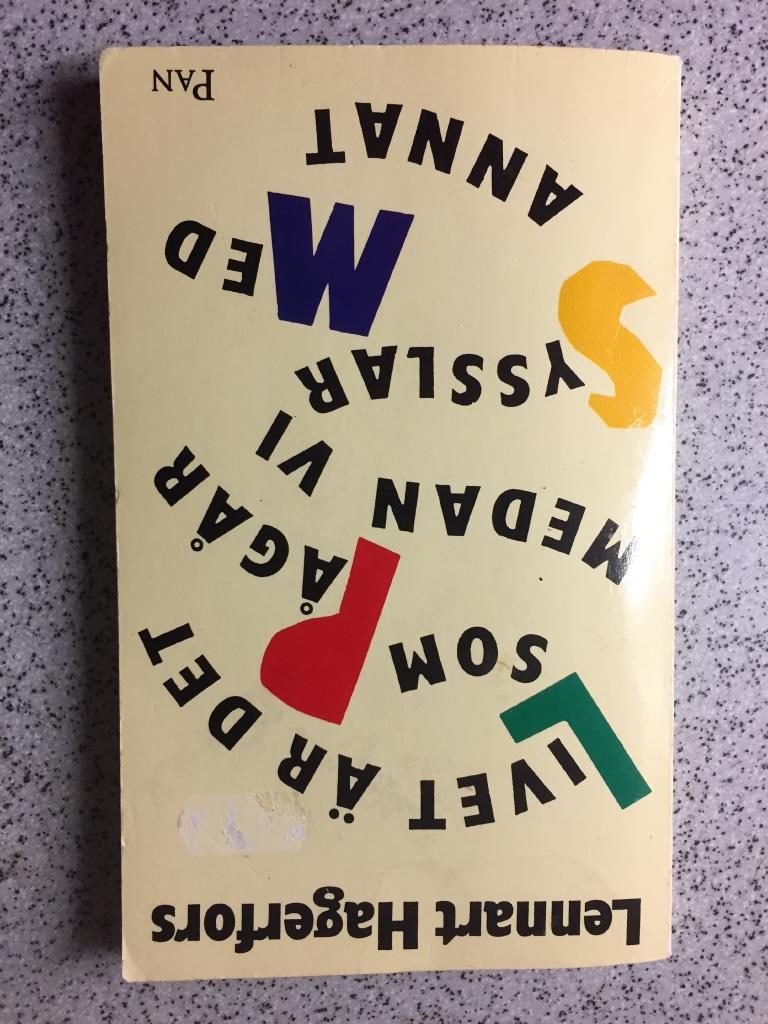 Lennart Hagerfors
LIVET ÄR DET
SOM PÅGÅR
MEDAN VI
SYSSLAR
MED
ANNAT
PAN